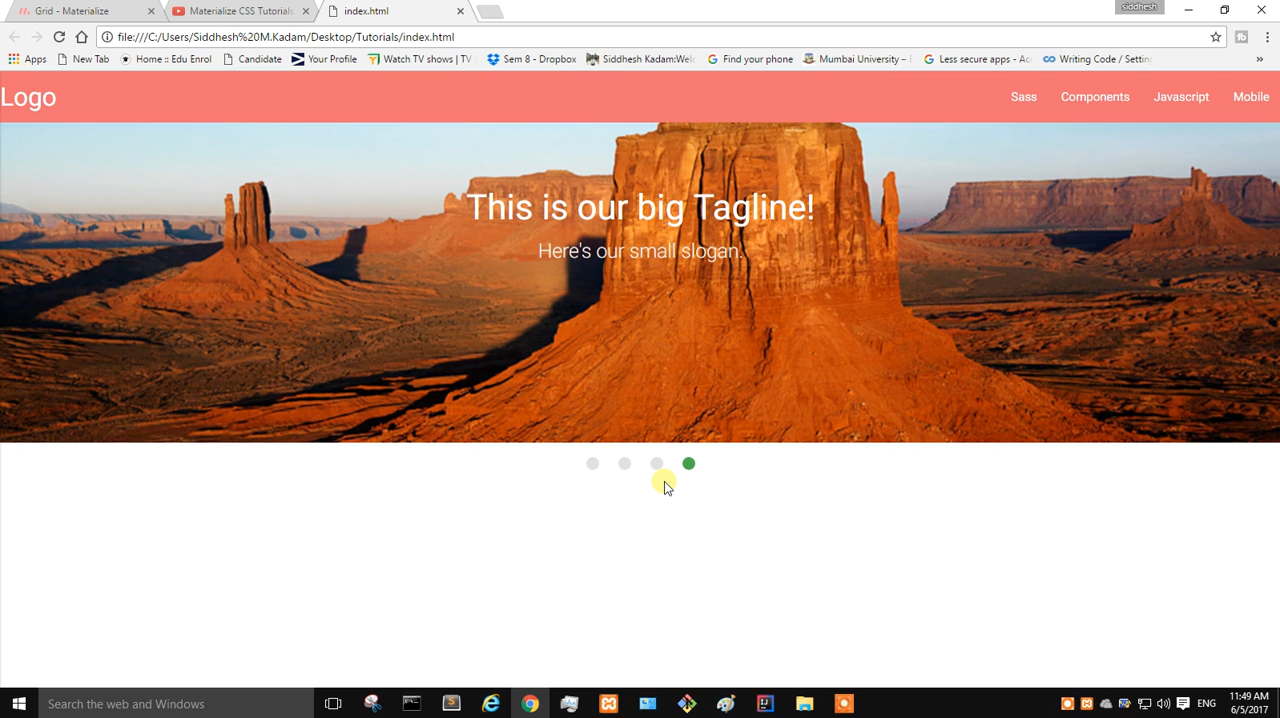 Grid - Materialize
Materialize CSS Tutorials
index.html
siddhesh
file:///C:/Users/Siddhesh%20M.Kadam/Desktop/Tutorials/index.html
Apps New Tab Home :: Edu Enrol Candidate Your Profile Watch TV shows | TV Sem 8 - Dropbox Siddhesh Kadam:Welc Find your phone Mumbai University – Less secure apps - Ac Writing Code / Settin »
Logo
Sass Components Javascript Mobile
This is our big Tagline!
Here's our small slogan.
Search the web and Windows
ENG
11:49 AM
6/5/2017